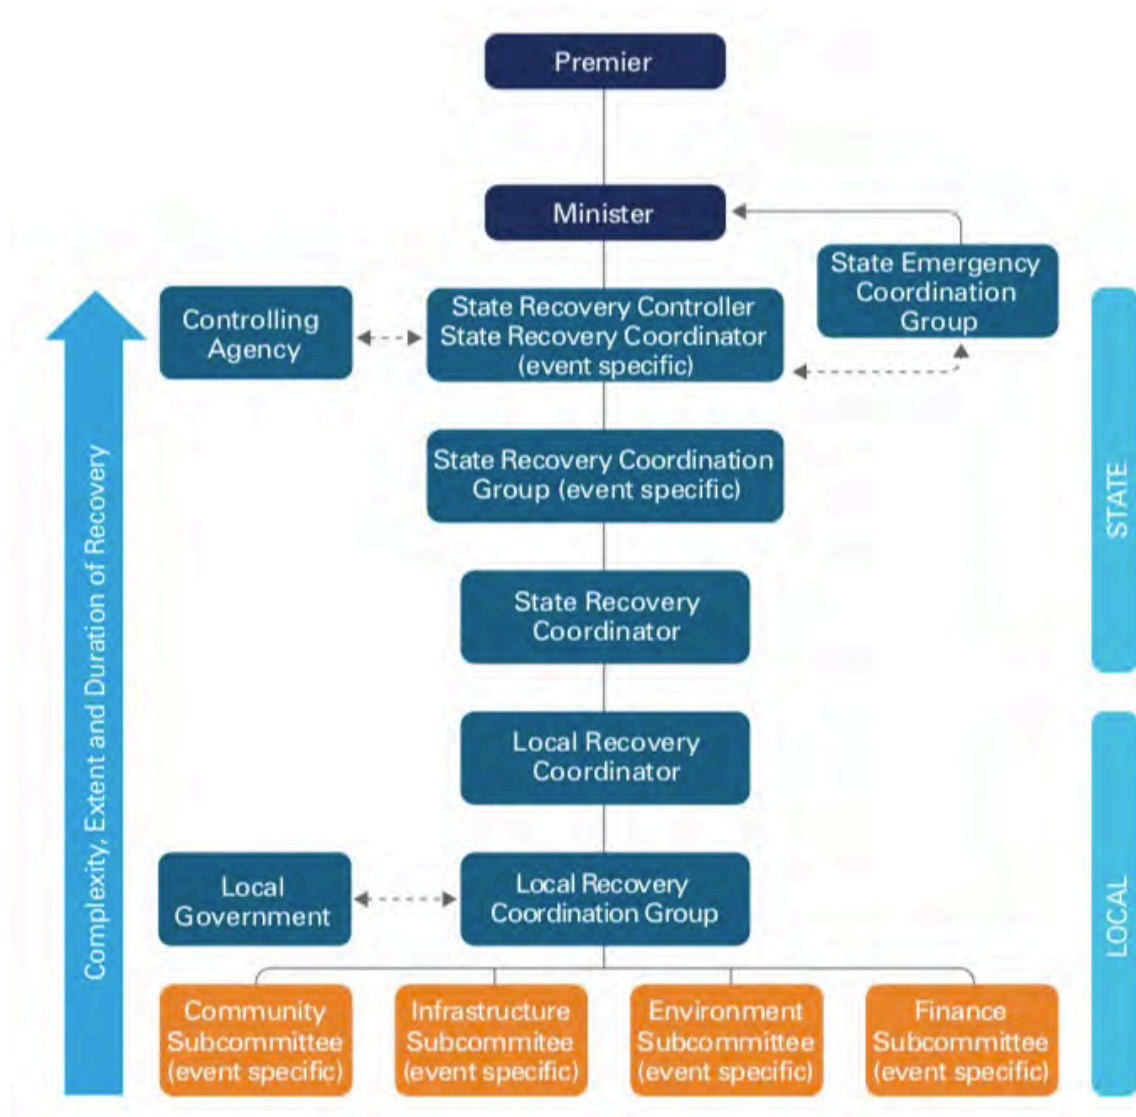 Premier
Minister
State Emergency
Coordination
Group
Controlling
Agency
State Recovery Controller
State Recovery Coordinator
(event specific)
State Recovery Coordination
Group (event specific)
State Recovery
Coordinator
Local Recovery
Coordinator
Local
Government
Local Recovery
Coordination Group
Community
Subcommittee
(event specific)
Infrastructure
Subcommitee
(event specific)
Environment
Subcommittee
(event specific)
Finance
Subcommittee
(event specific)
Complexity, Extent and Duration of Recovery
STATE
LOCAL